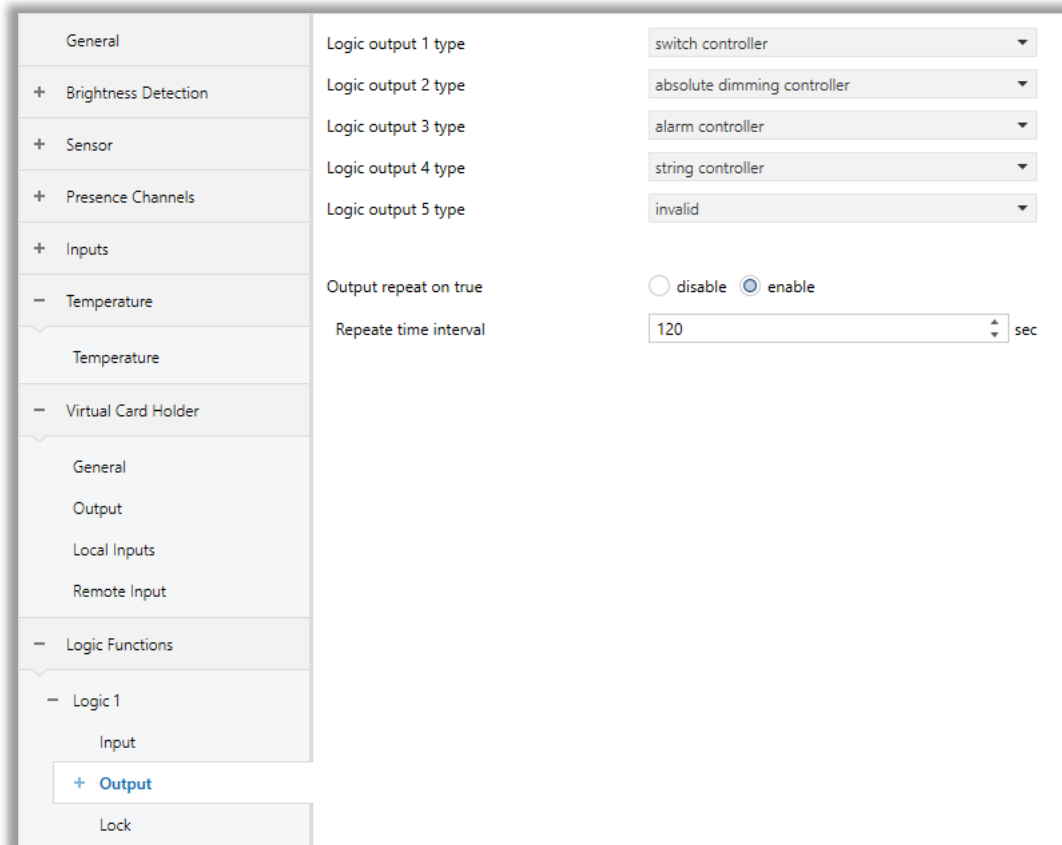 General
+ Brightness Detection
+ Sensor
+ Presence Channels
+ Inputs
− Temperature
Temperature
− Virtual Card Holder
General
Output
Local Inputs
Remote Input
− Logic Functions
− Logic 1
Input
+ Output
Lock
Logic output 1 type switch controller
Logic output 2 type absolute dimming controller
Logic output 3 type alarm controller
Logic output 4 type string controller
Logic output 5 type invalid
Output repeat on true disable enable
Repeate time interval 120 sec